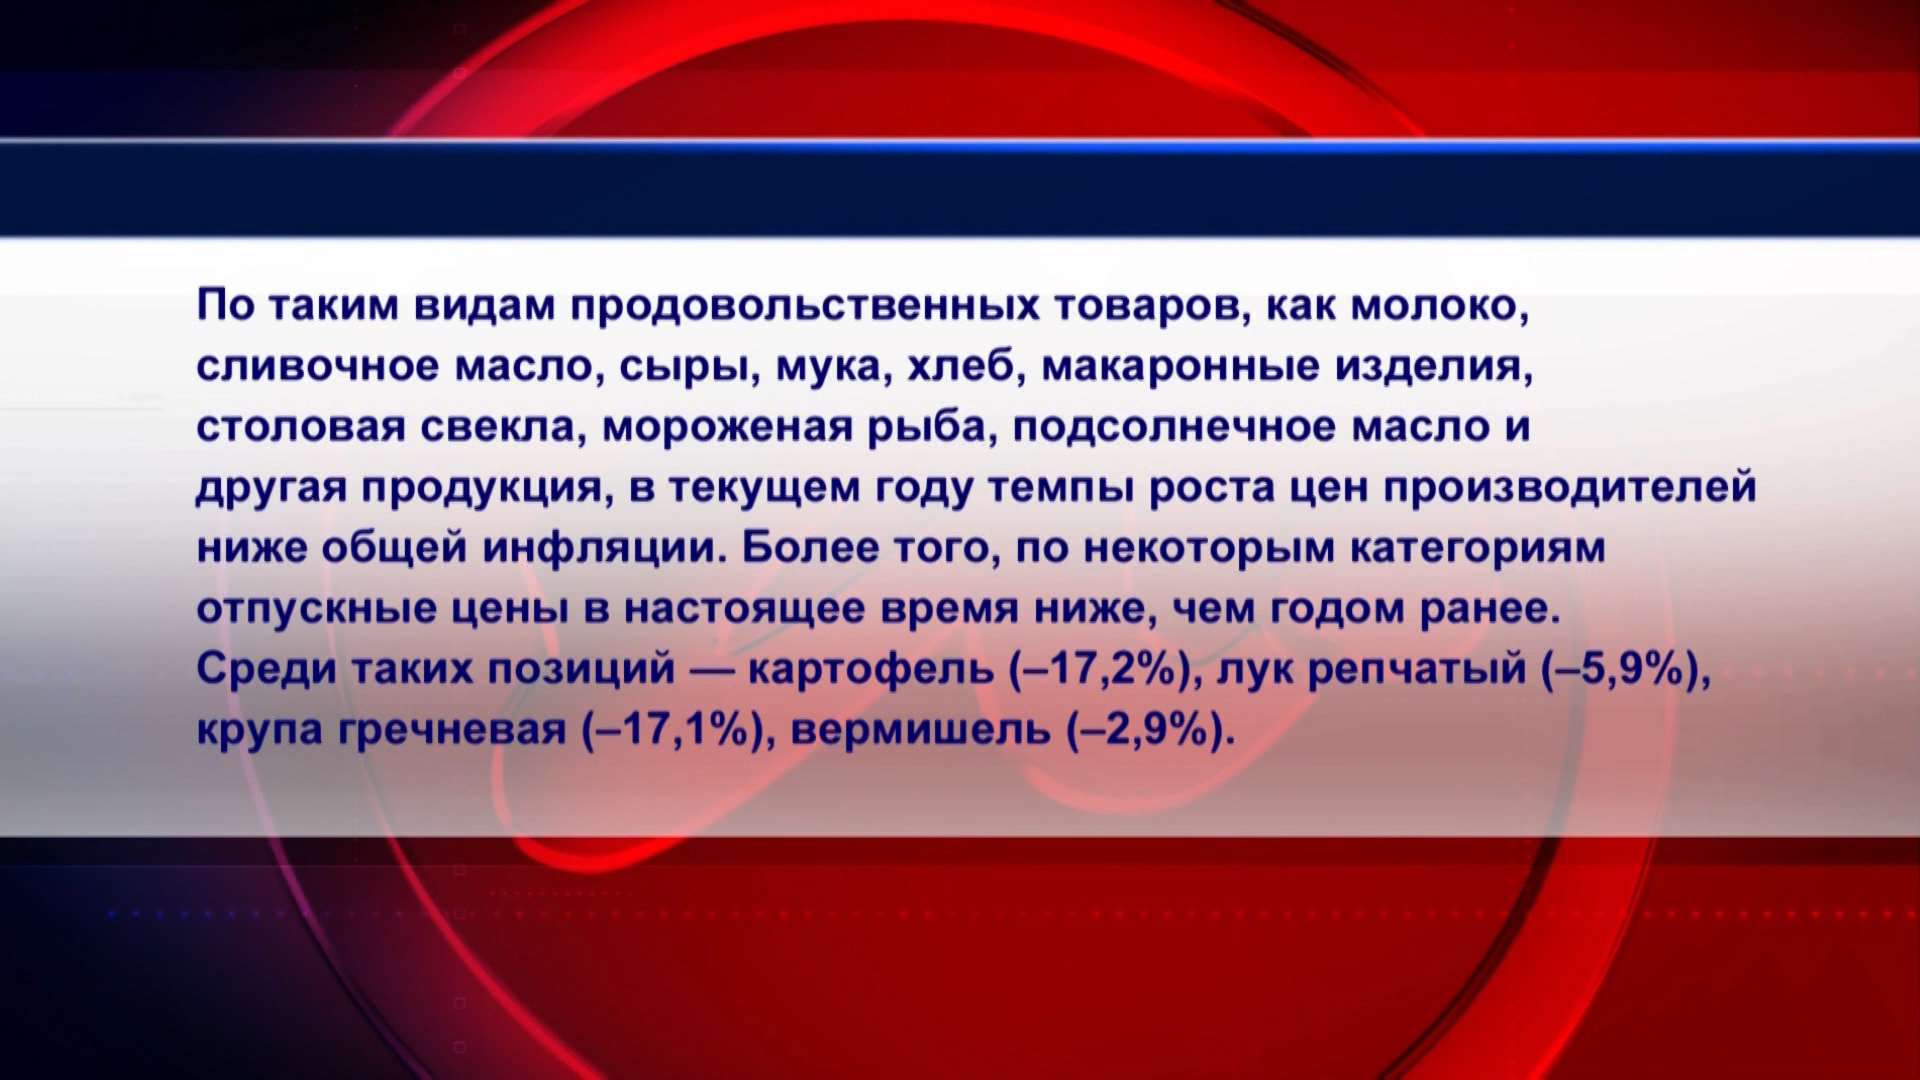 По таким видам продовольственных товаров, как молоко,
сливочное масло, сыры, мука, хлеб, макаронные изделия,
столовая свекла, мороженая рыба, подсолнечное масло и
другая продукция, в текущем году темпы роста цен производителей
ниже общей инфляции. Более того, по некоторым категориям
отпускные цены в настоящее время ниже, чем годом ранее.
Среди таких позиций — картофель (–17,2%), лук репчатый (–5,9%),
крупа гречневая (–17,1%), вермишель (–2,9%).